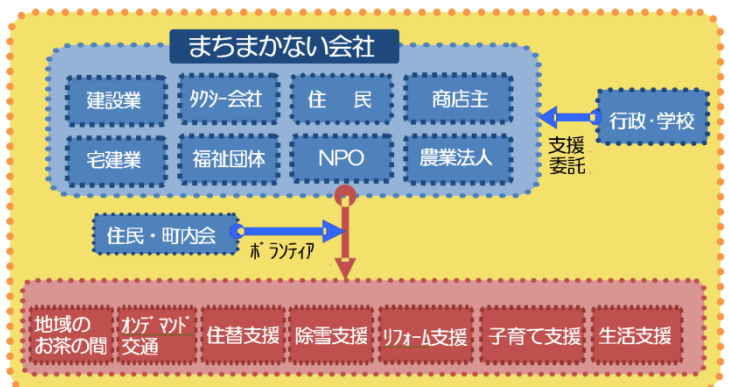 まちまかない会社
建設業
ﾀｸｼｰ会社
住　民
商店主
宅建業
福祉団体
NPO
農業法人
行政・学校
支援
委託
住民・町内会
ﾎﾞﾗﾝﾃｨｱ
地域の
お茶の間
ｵﾝﾃﾞﾏﾝﾄﾞ
交通
住替支援
除雪支援
ﾘﾌｫｰﾑ支援
子育て支援
生活支援